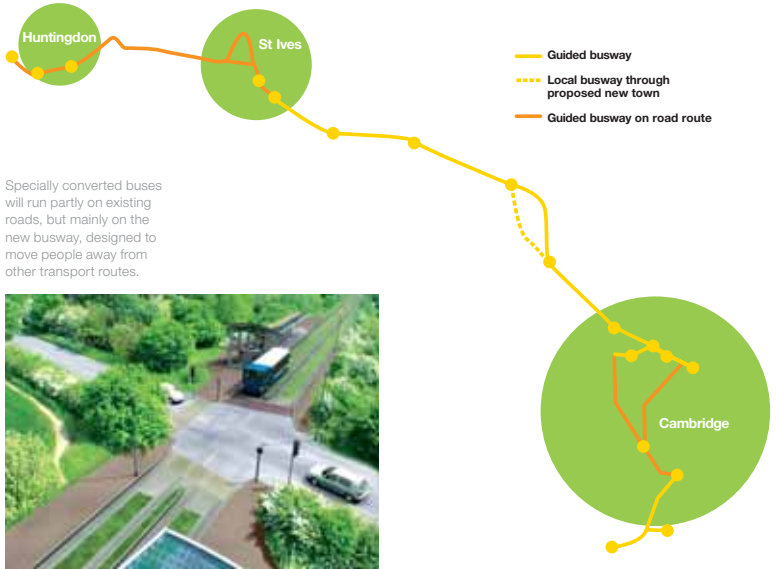 Huntingdon
St Ives
Guided busway
Local busway through
proposed new town
Guided busway on road route
Specially converted buses
will run partly on existing
roads, but mainly on the
new busway, designed to
move people away from
other transport routes.
Cambridge